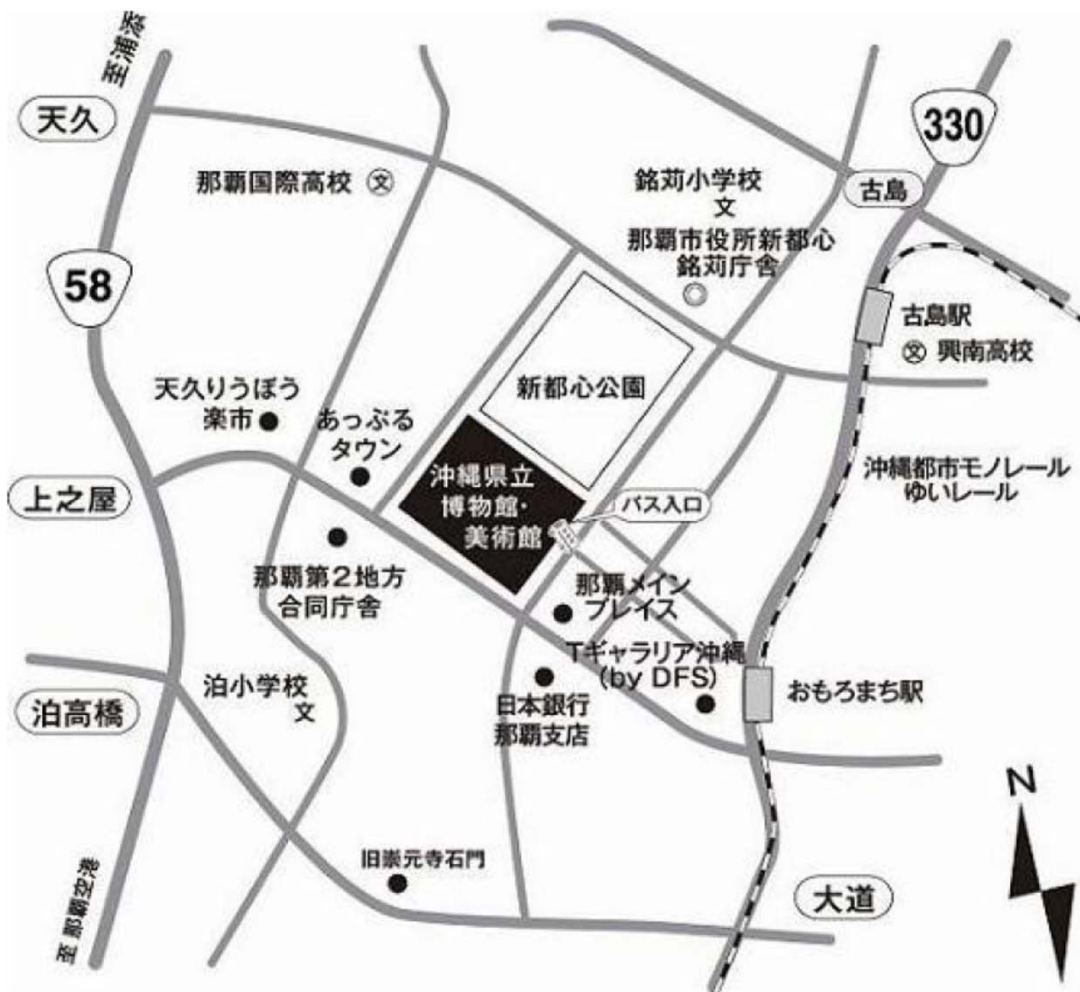 至浦添
天久
330
那覇国際高校 文
銘苅小学校
文
古島
那覇市役所新都心
銘苅庁舎
58
古島駅
文 興南高校
新都心公園
天久りうぼう
楽市
あっぷる
タウン
沖縄県立
博物館・
美術館
バス入口
沖縄都市モノレール
ゆいレール
上之屋
那覇第2地方
合同庁舎
那覇メイン
プレイス
Tギャラリア沖縄
(by DFS)
泊小学校
文
日本銀行
那覇支店
おもろまち駅
泊高橋
N
旧崇元寺石門
大道
至 那覇空港